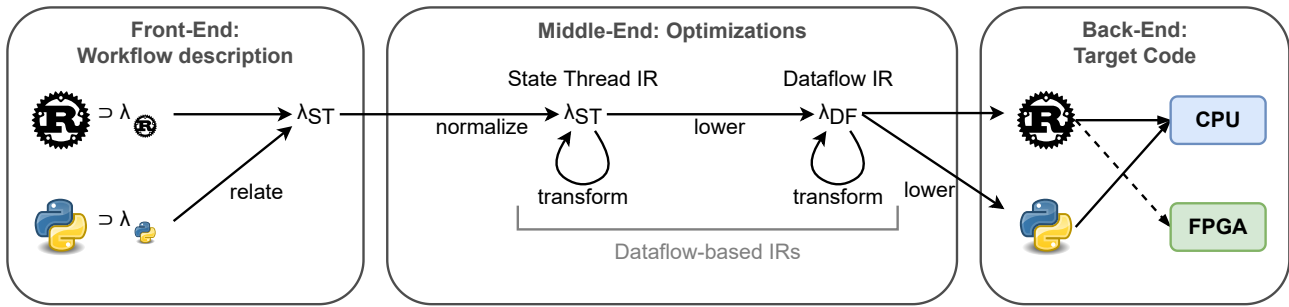 Front-End:
Workflow description
⊃ λ
λST
⊃ λ
relate
Middle-End: Optimizations
State Thread IR
Dataflow IR
normalize
λST
lower
λDF
transform
transform
lower
Dataflow-based IRs
Back-End:
Target Code
CPU
FPGA